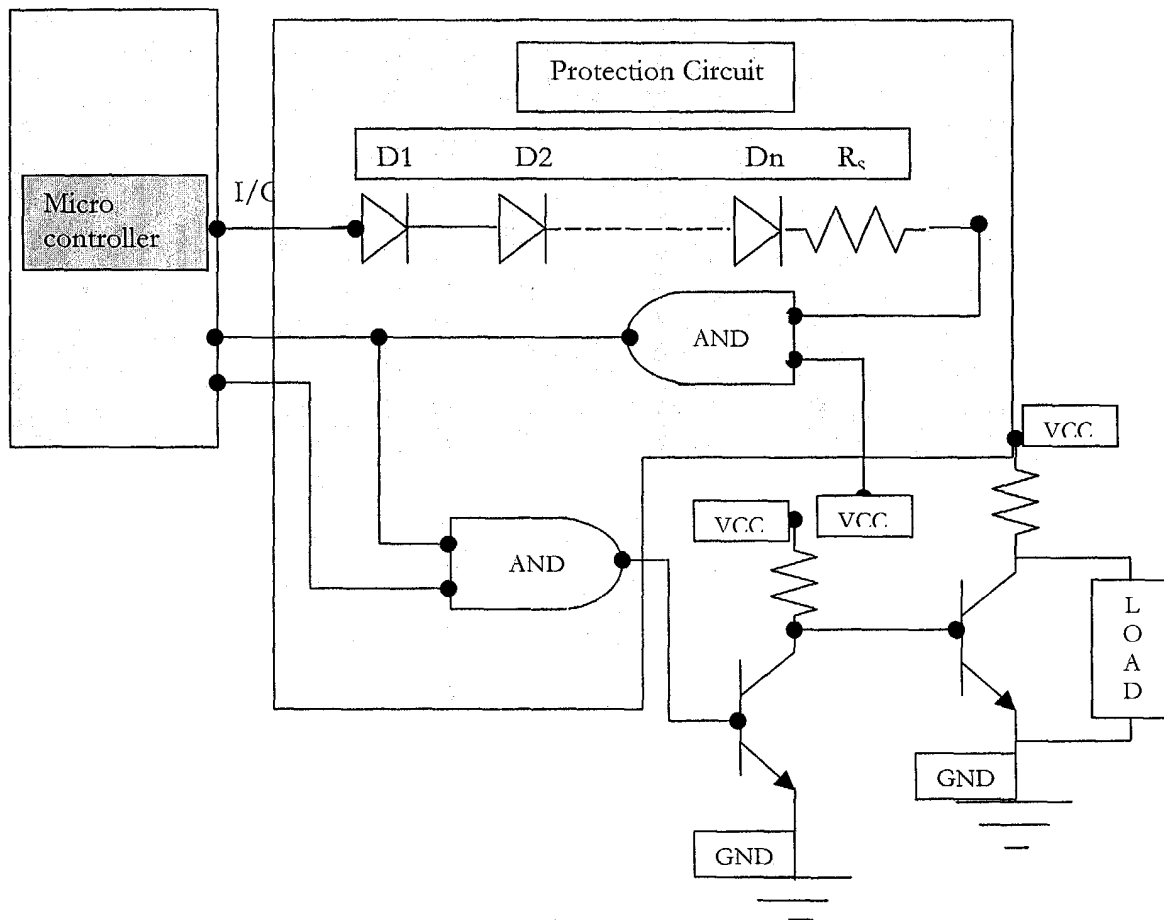 Protection Circuit
D1 D2 Dn Rs
Micro
controller
I/O
AND
VCC
VCC
VCC
AND
L
O
A
D
GND
GND